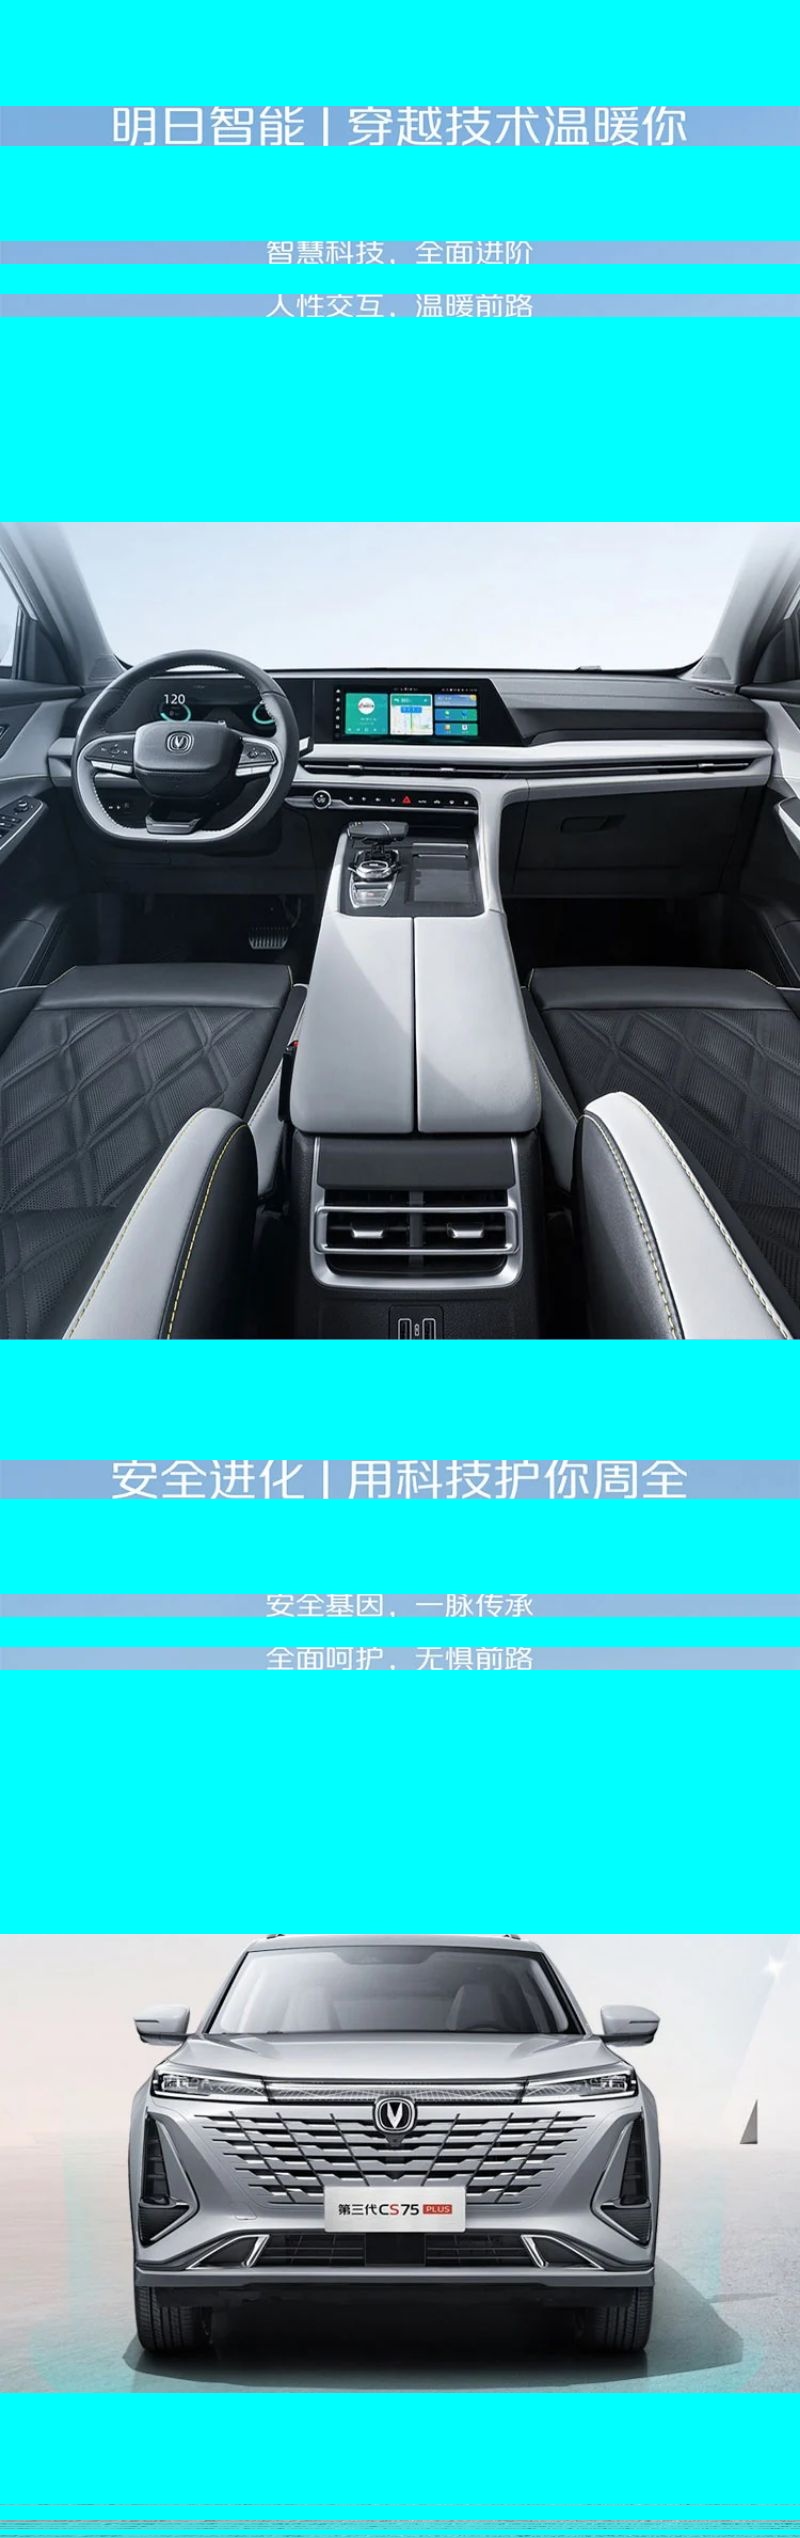 明日智能 | 穿越技术温暖你
智慧科技，全面进阶
人性交互，温暖前路
120
安全进化 | 用科技护你周全
安全基因，一脉传承
全面呵护，无惧前路
第三代CS75 PLUS